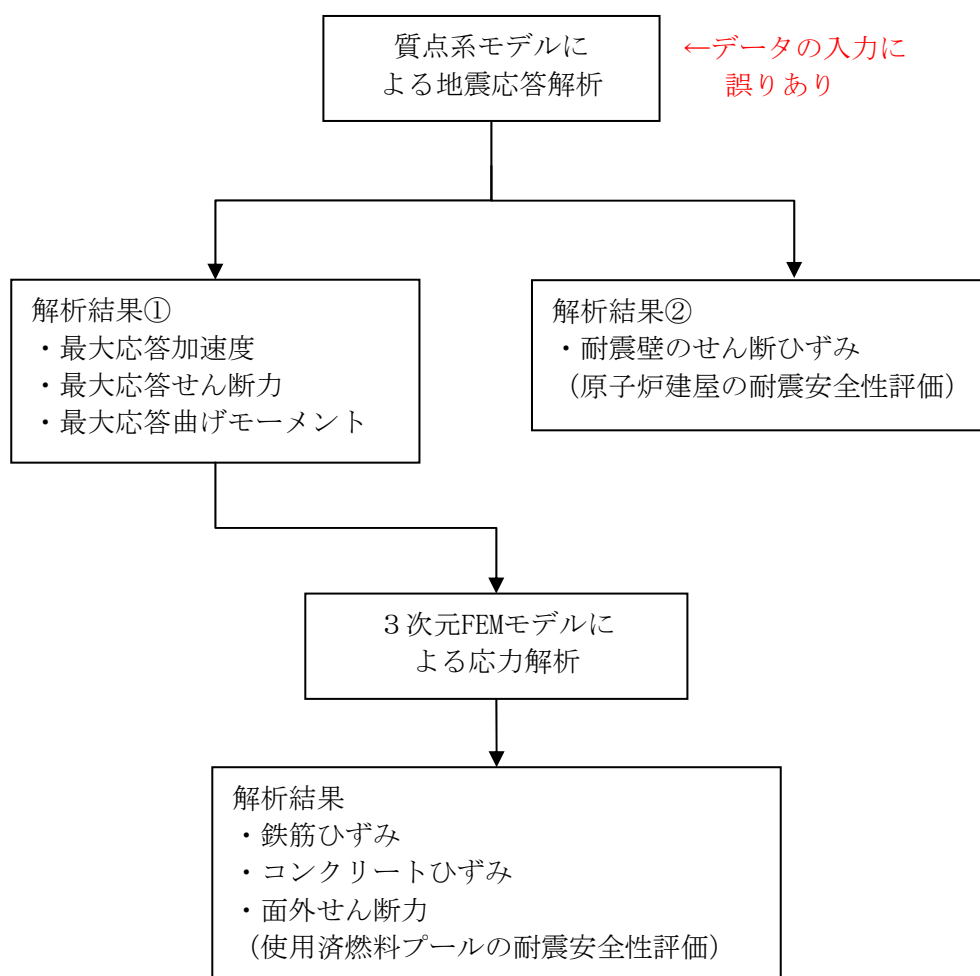 質点系モデルに
よる地震応答解析
←データの入力に
誤りあり
解析結果①
・最大応答加速度
・最大応答せん断力
・最大応答曲げモーメント
解析結果②
・耐震壁のせん断ひずみ
（原子炉建屋の耐震安全性評価）
３次元FEMモデルに
よる応力解析
解析結果
・鉄筋ひずみ
・コンクリートひずみ
・面外せん断力
（使用済燃料プールの耐震安全性評価）